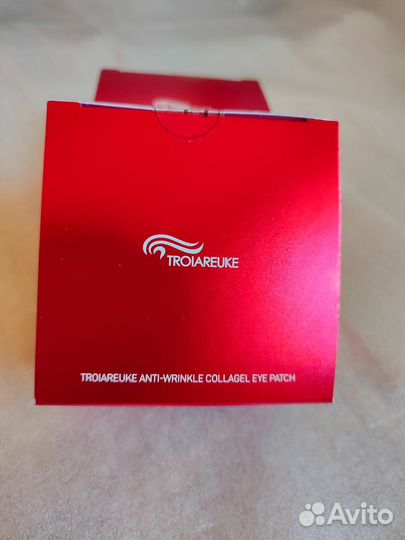 TROIAREUKE
TROIAREUKE ANTI-WRINKLE COLLAGEL EYE PATCH
Avito